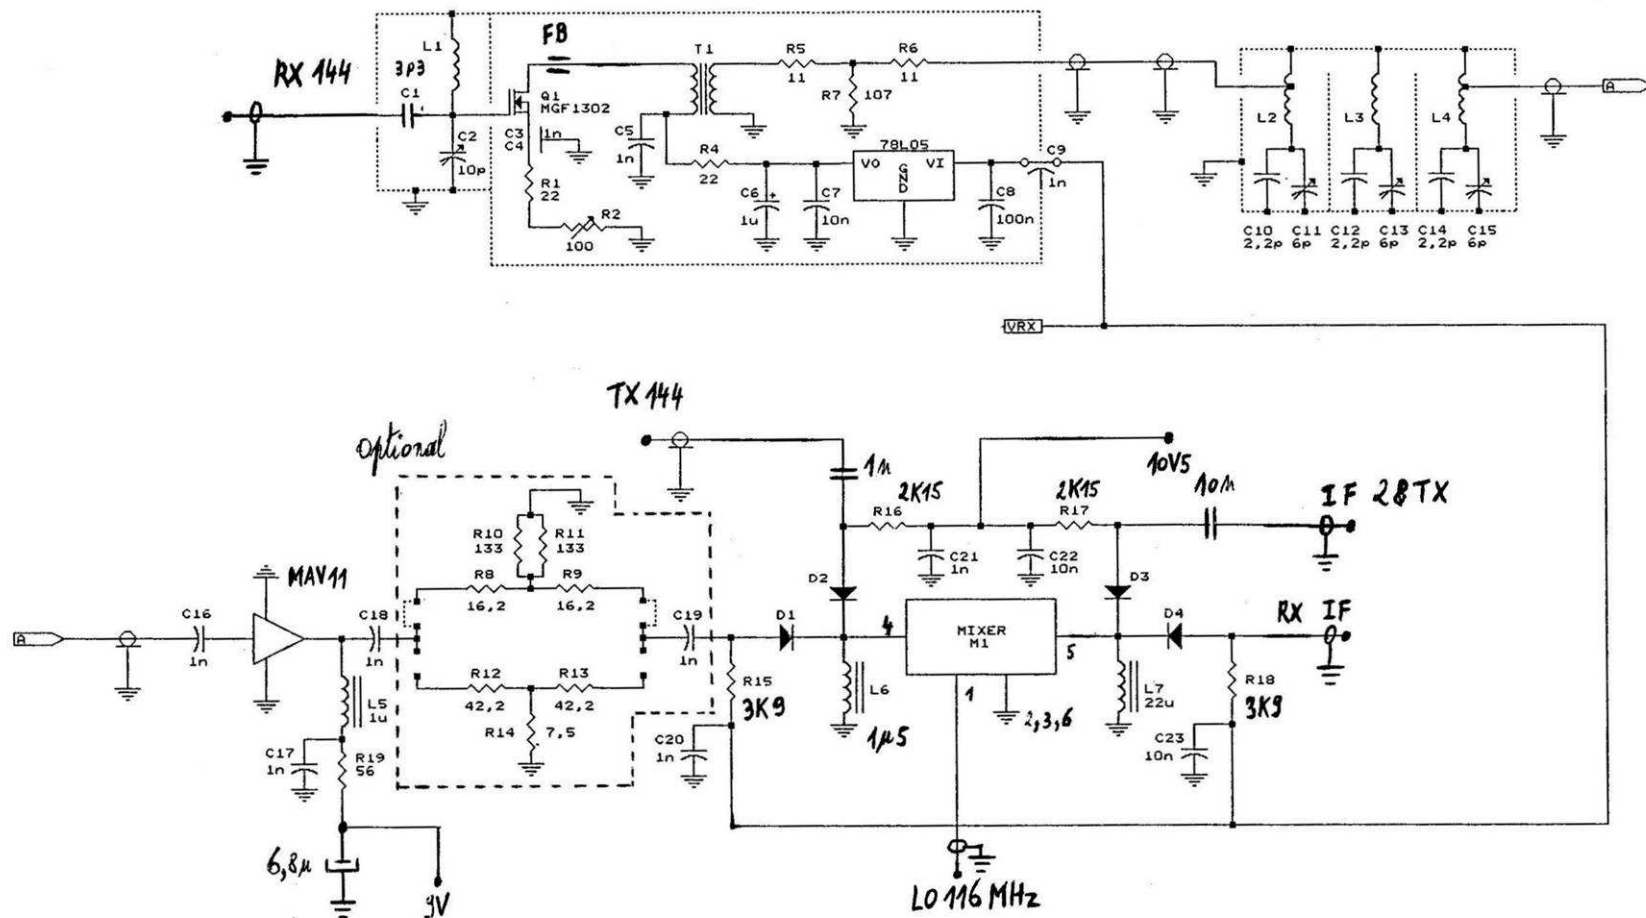 L1
FB
T1
R5
11
R6
11
RX 144
3p3
C1
Q1
MGF1302
R7
107
A
C2
10p
C3
C4
1n
C5
1n
R4
22
78L05
VO
GND
VI
C9
1n
L2
L3
L4
R1
22
R2
100
C6
+
1u
C7
10n
C8
100n
C10
2,2p
C11
6p
C12
2,2p
C13
6p
C14
2,2p
C15
6p
VRX
TX 144
Optional
1n
10V5
2K15
R16
2K15
R17
10n
IF 28TX
R10
133
R11
133
C21
1n
C22
10n
MAV11
R8
16,2
R9
16,2
D2
D3
A
C16
1n
C18
1n
C19
1n
D1
4
MIXER
M1
5
D4
RX IF
L5
1u
R12
42,2
R13
42,2
R15
3K9
L6
1µ5
1
2,3,6
L7
22u
R18
3K9
R14
7,5
C17
1n
R19
56
C20
1n
C23
10n
6,8µ
9V
LO 116 MHz